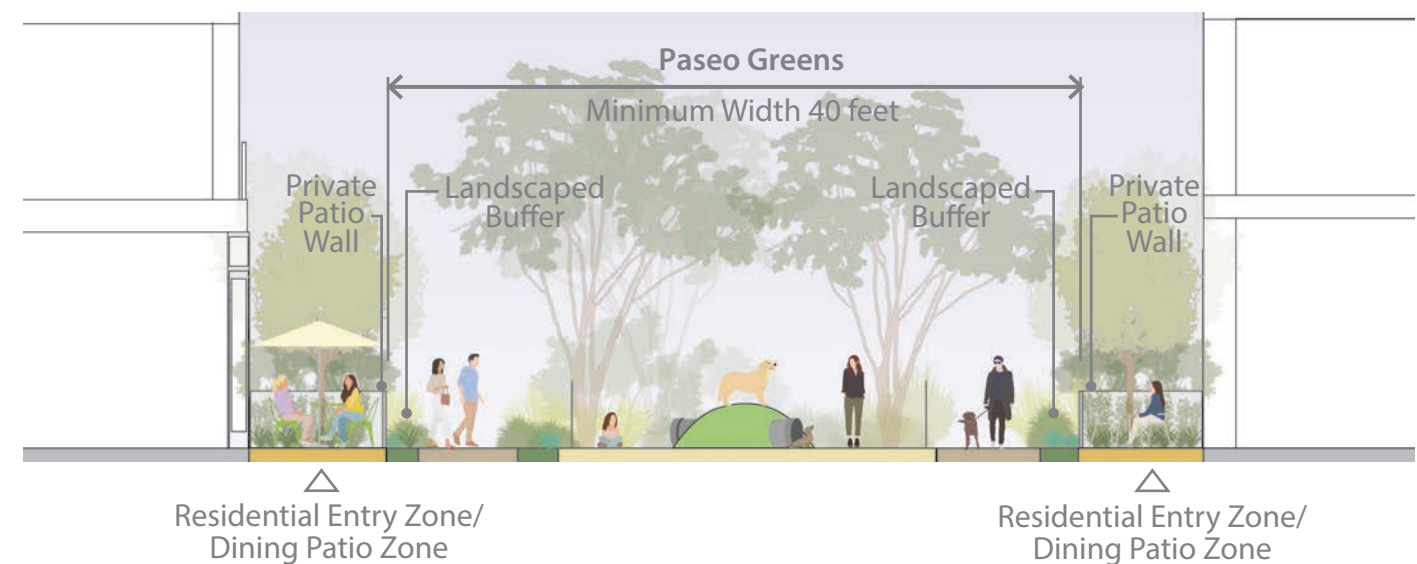 Paseo Greens
Minimum Width 40 feet
Private
Patio
Wall
Landscaped
Buffer
Landscaped
Buffer
Private
Patio
Wall
Residential Entry Zone/
Dining Patio Zone
Residential Entry Zone/
Dining Patio Zone